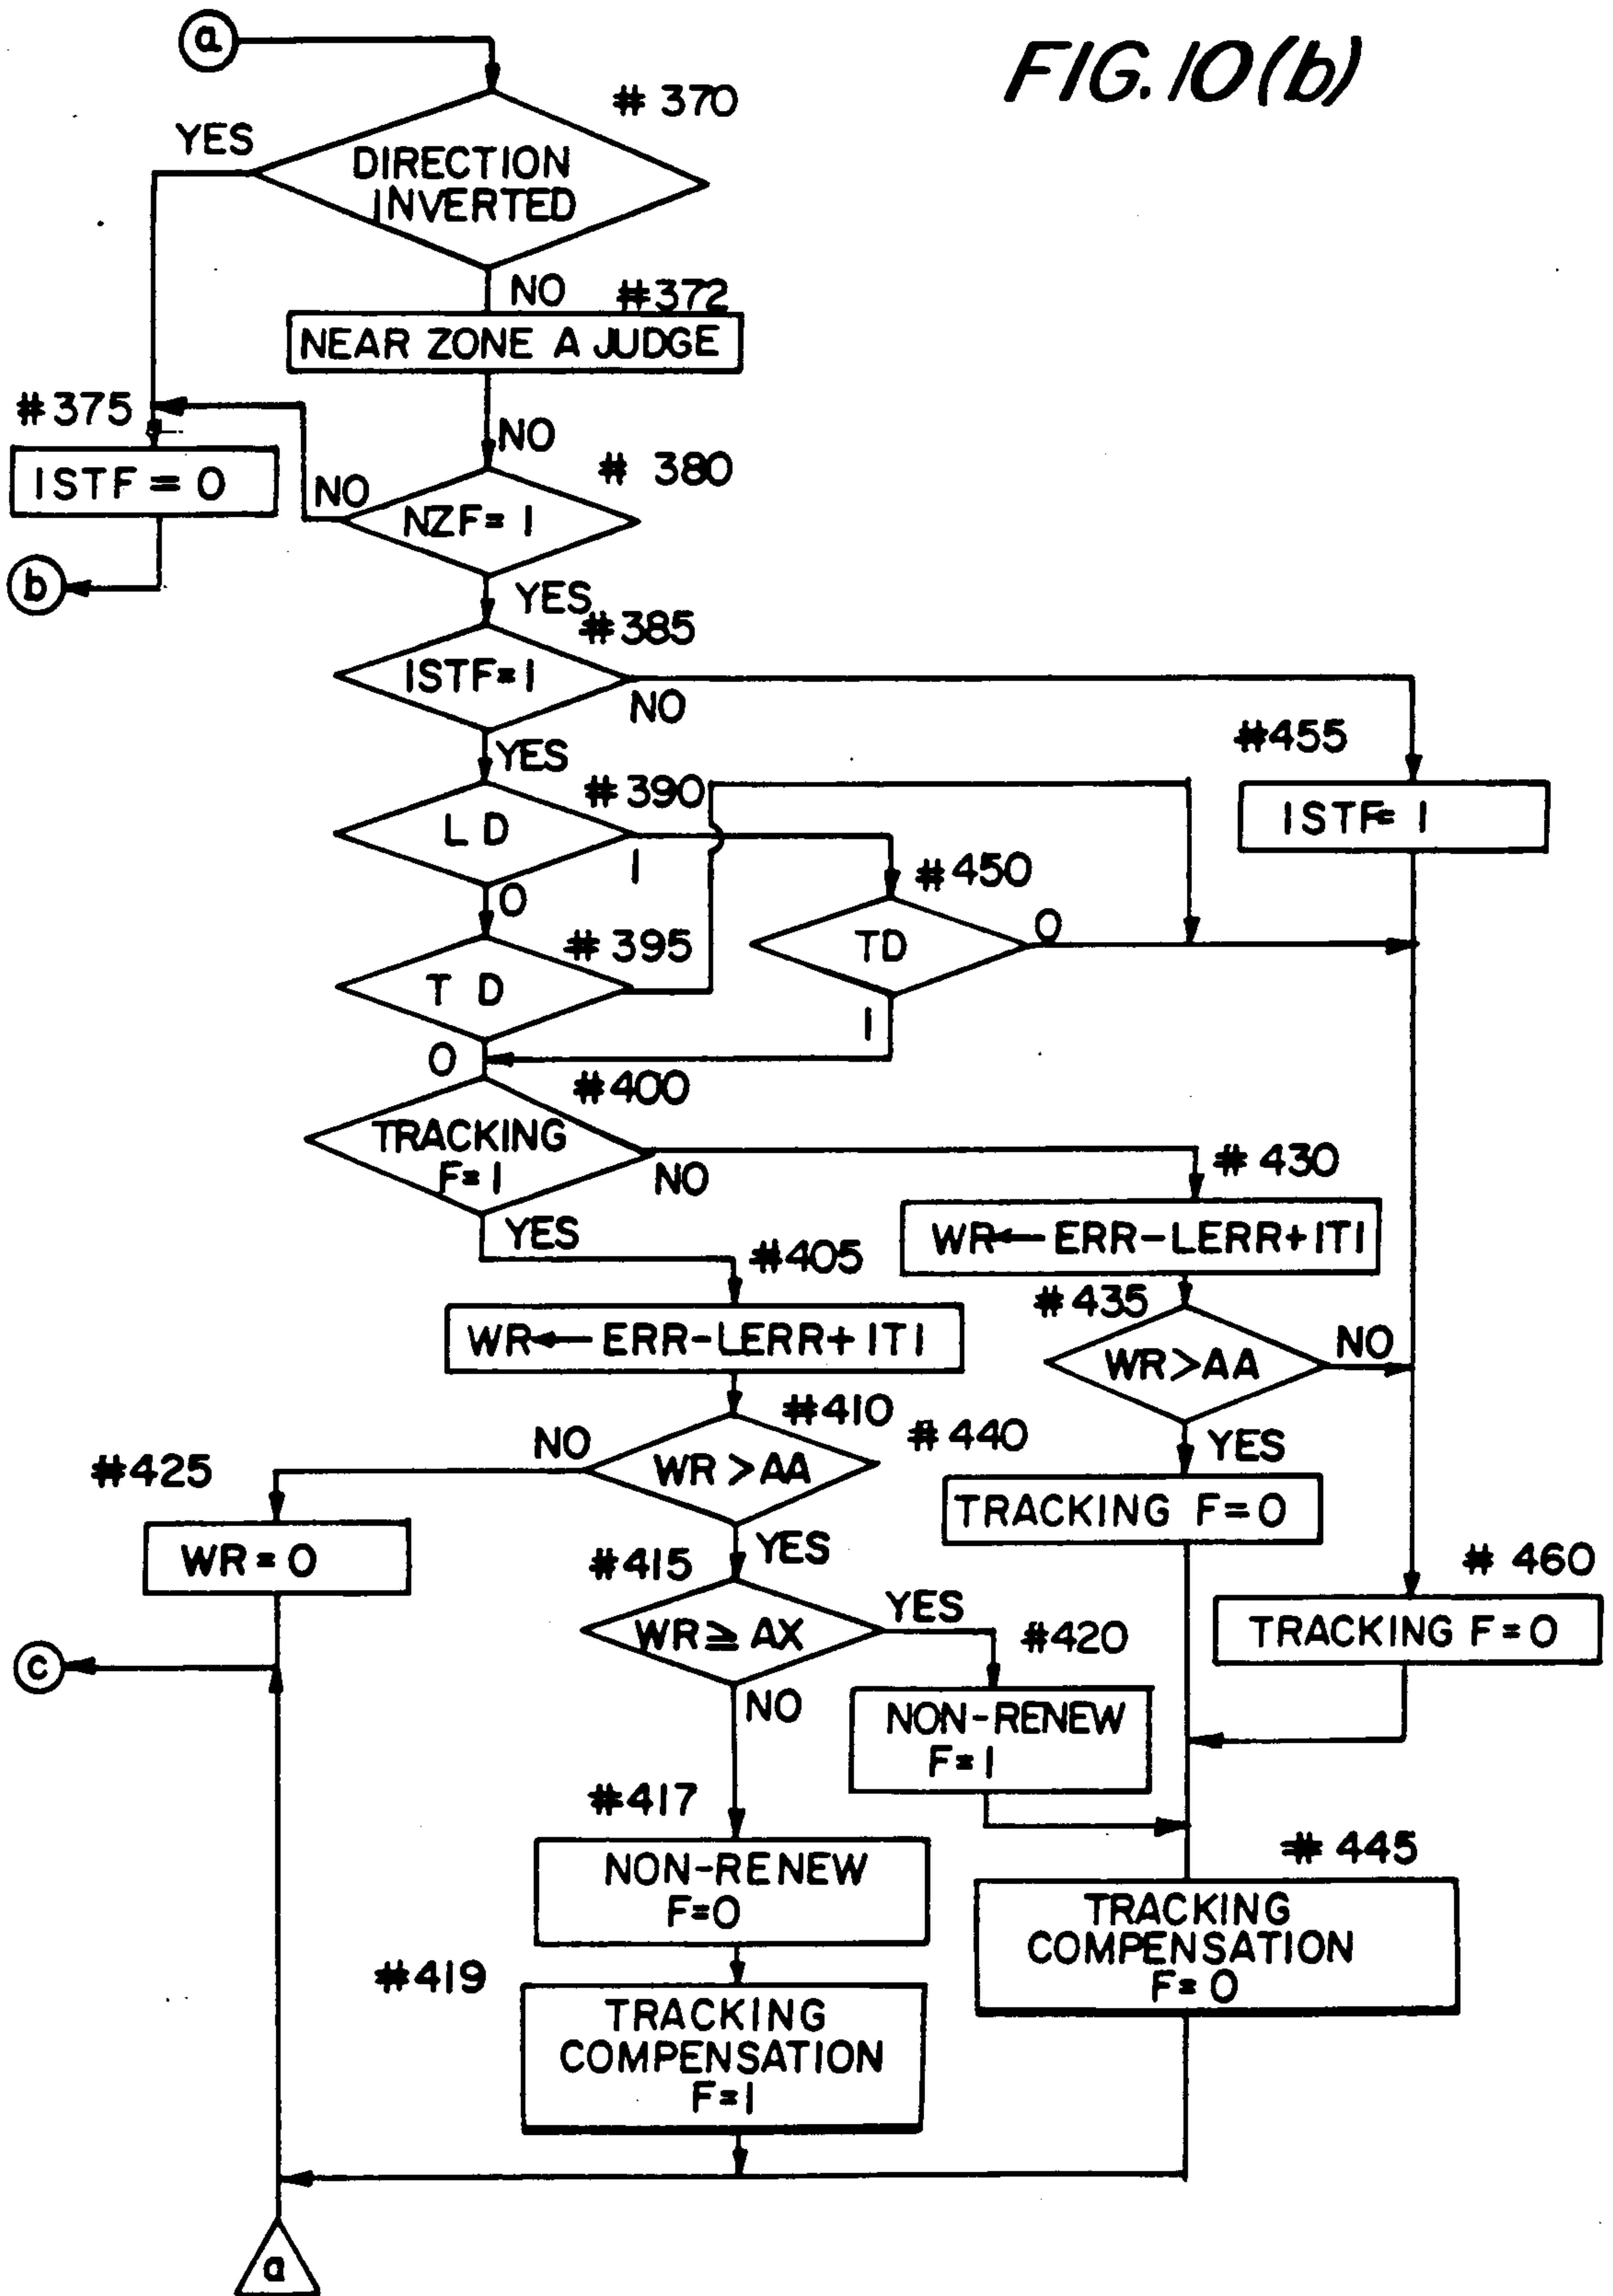 FIG. 10(b)
a
# 370
YES
DIRECTION
INVERTED
NO
#372
NEAR ZONE A JUDGE
#375
NO
# 380
ISTF = 0
NO
NZF= 1
b
YES
#385
ISTF=1
NO
YES
#455
#390
LD
ISTF= 1
1
#450
0
#395
TD
0
T D
1
0
#400
TRACKING
F=1
NO
# 430
YES
WR← ERR-LERR+ITI
#405
#435
WR← ERR-LERR+ITI
WR>AA
NO
#410
NO
#440
YES
#425
WR >AA
TRACKING F=0
WR=0
YES
#415
# 460
YES
WR≧AX
#420
TRACKING F=0
c
NO
NON-RENEW
F=1
#417
# 445
NON-RENEW
F=0
TRACKING
COMPENSATION
F=0
#419
TRACKING
COMPENSATION
F=1
a